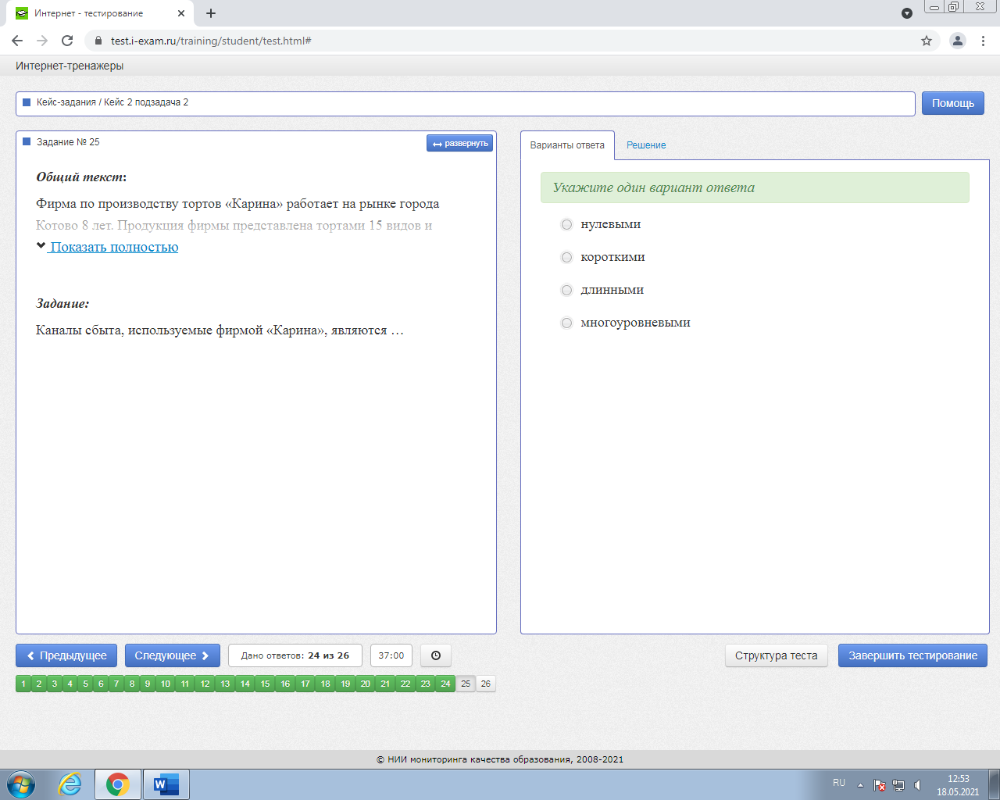 Интернет - тестирование
test.i-exam.ru/training/student/test.html#
Интернет-тренажеры
Кейс-задания / Кейс 2 подзадача 2
Помощь
Задание № 25
развернуть
Общий текст:
Фирма по производству тортов «Карина» работает на рынке города
Котово 8 лет. Продукция фирмы представлена тортами 15 видов и
Показать полностью
Задание:
Каналы сбыта, используемые фирмой «Карина», являются …
Варианты ответа
Решение
Укажите один вариант ответа
нулевыми
короткими
длинными
многоуровневыми
Предыдущее
Следующее
Дано ответов: 24 из 26
37:00
Структура теста
Завершить тестирование
1 2 3 4 5 6 7 8 9 10 11 12 13 14 15 16 17 18 19 20 21 22 23 24 25 26
© НИИ мониторинга качества образования, 2008-2021
RU
12:53
18.05.2021